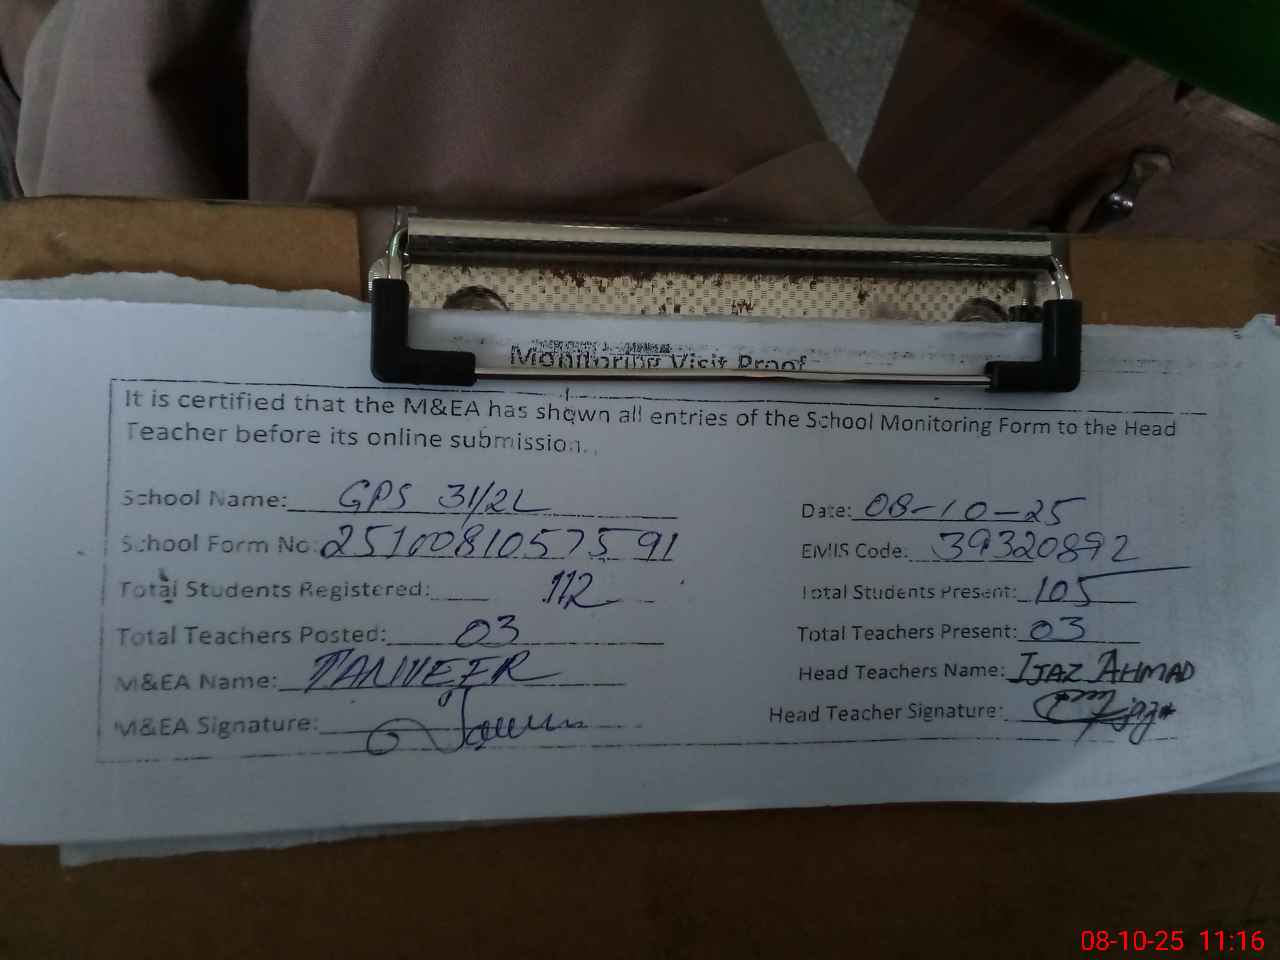 Monitoring Visit Proof
It is certified that the M&EA has shown all entries of the School Monitoring Form to the Head
Teacher before its online submission.
School Name: GPS 31/2L Date: 08-10-25
School Form No: 25100810575591 EMIS Code: 39320892
Total Students Registered: 112 Total Students Present: 105
Total Teachers Posted: 03 Total Teachers Present: 03
M&EA Name: TANVEER Head Teachers Name: IJAZ AHMAD
M&EA Signature: Head Teacher Signature:
08-10-25 11:16